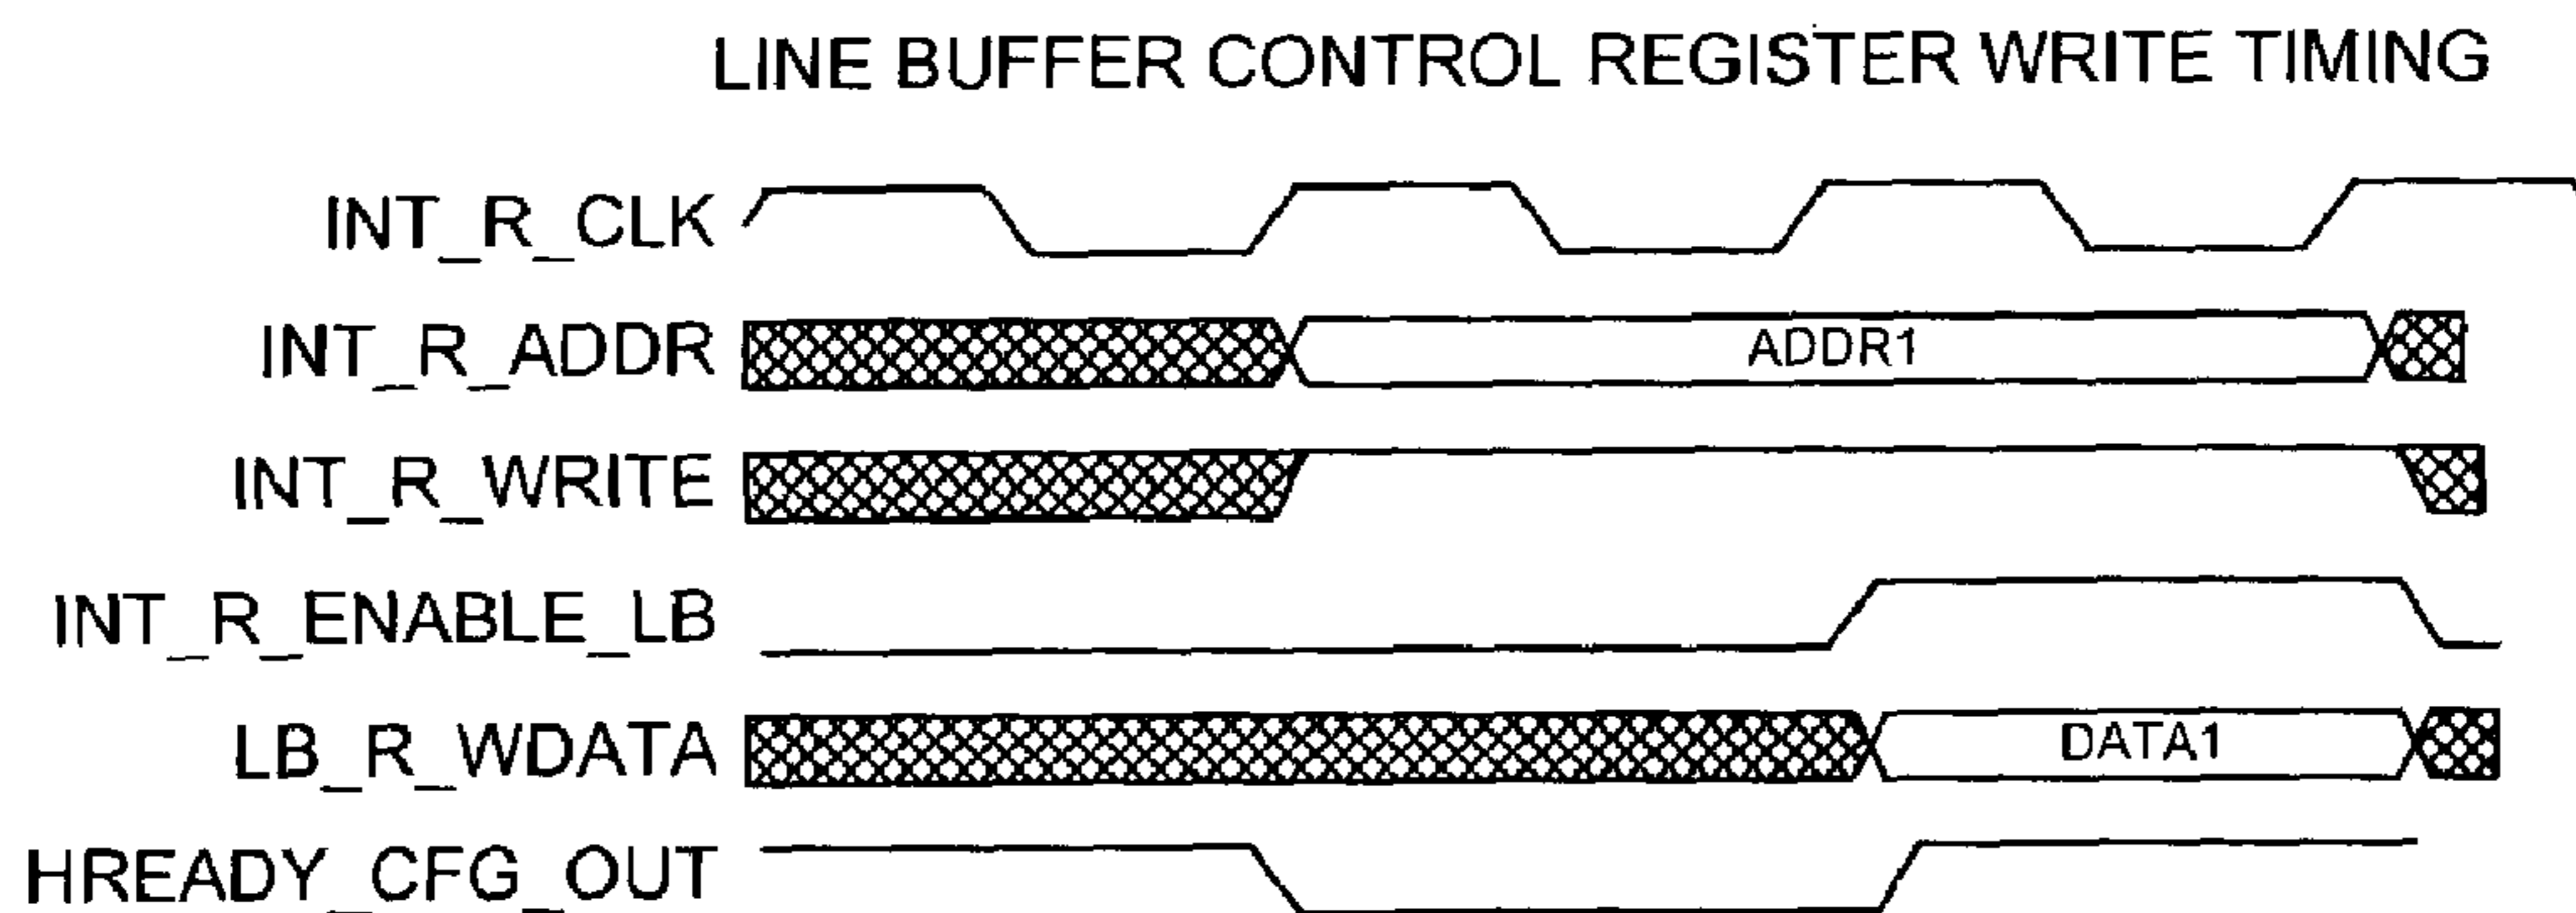 LINE BUFFER CONTROL REGISTER WRITE TIMING
INT_R_CLK
INT_R_ADDR
ADDR1
INT_R_WRITE
INT_R_ENABLE_LB
LB_R_WDATA
DATA1
HREADY_CFG_OUT